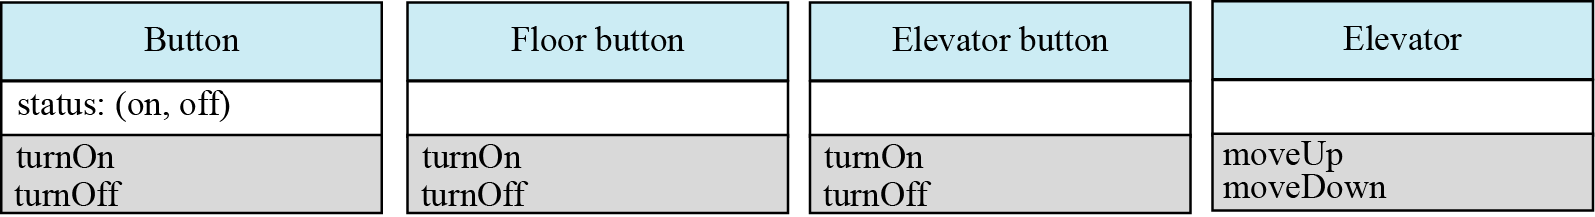 Button
status: (on, off)
turnOn
turnOff
Floor button
turnOn
turnOff
Elevator button
turnOn
turnOff
Elevator
moveUp
moveDown